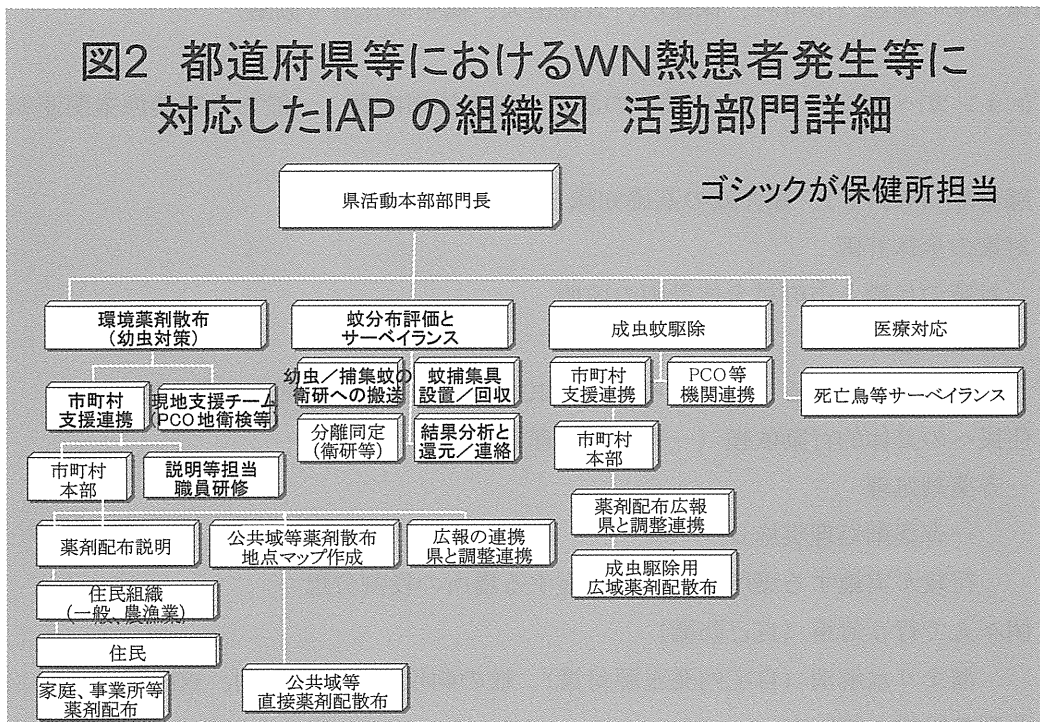 図2 都道府県等におけるWN熱患者発生等に
対応したIAP の組織図 活動部門詳細
県活動本部部門長
ゴシックが保健所担当
環境薬剤散布
(幼虫対策)
蚊分布評価と
サーベイランス
成虫蚊駆除
医療対応
市町村
支援連携
現地支援チーム
(PCO地衛検等)
幼虫／捕集蚊の
衛研への搬送
蚊捕集具
設置／回収
市町村
支援連携
PCO等
機関連携
死亡鳥等サーベイランス
分離同定
(衛研等)
結果分析と
還元／連絡
市町村
本部
説明等担当
職員研修
市町村
本部
薬剤配布説明
公共域等薬剤散布
地点マップ作成
広報の連携
県と調整連携
薬剤配布広報
県と調整連携
住民組織
(一般、農漁業)
成虫駆除用
広域薬剤配散布
住民
家庭、事業所等
薬剤配布
公共域等
直接薬剤配散布